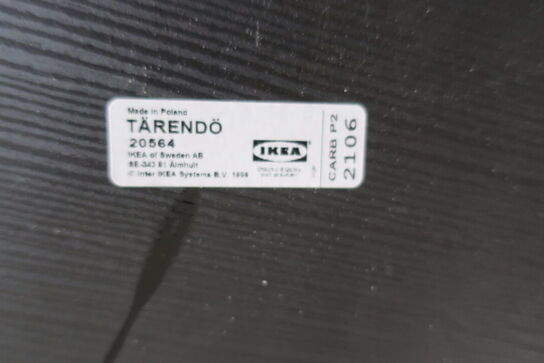 Made in Poland
TÄRENDÖ
20564
IKEA of Sweden AB
SE-343 81 Älmhult
© Inter IKEA Systems B.V. 1999
IKEA
CARB P2
2106